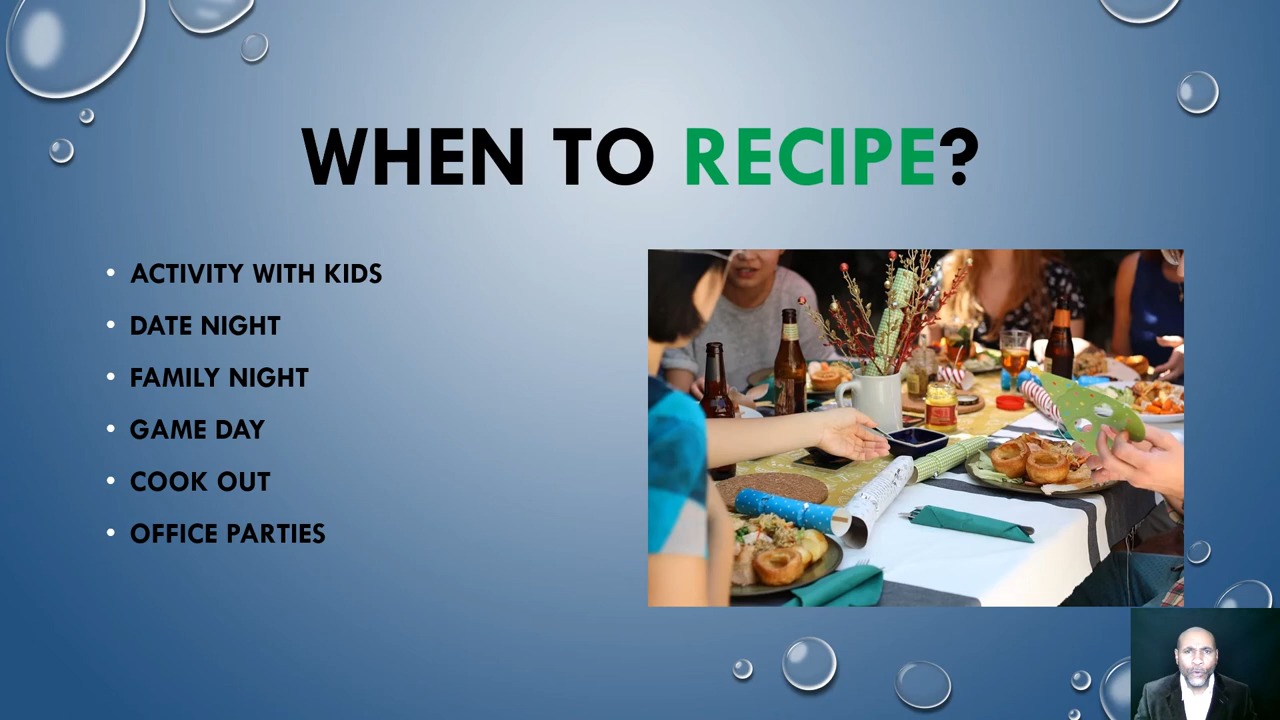 WHEN TO RECIPE?
• ACTIVITY WITH KIDS
• DATE NIGHT
• FAMILY NIGHT
• GAME DAY
• COOK OUT
• OFFICE PARTIES